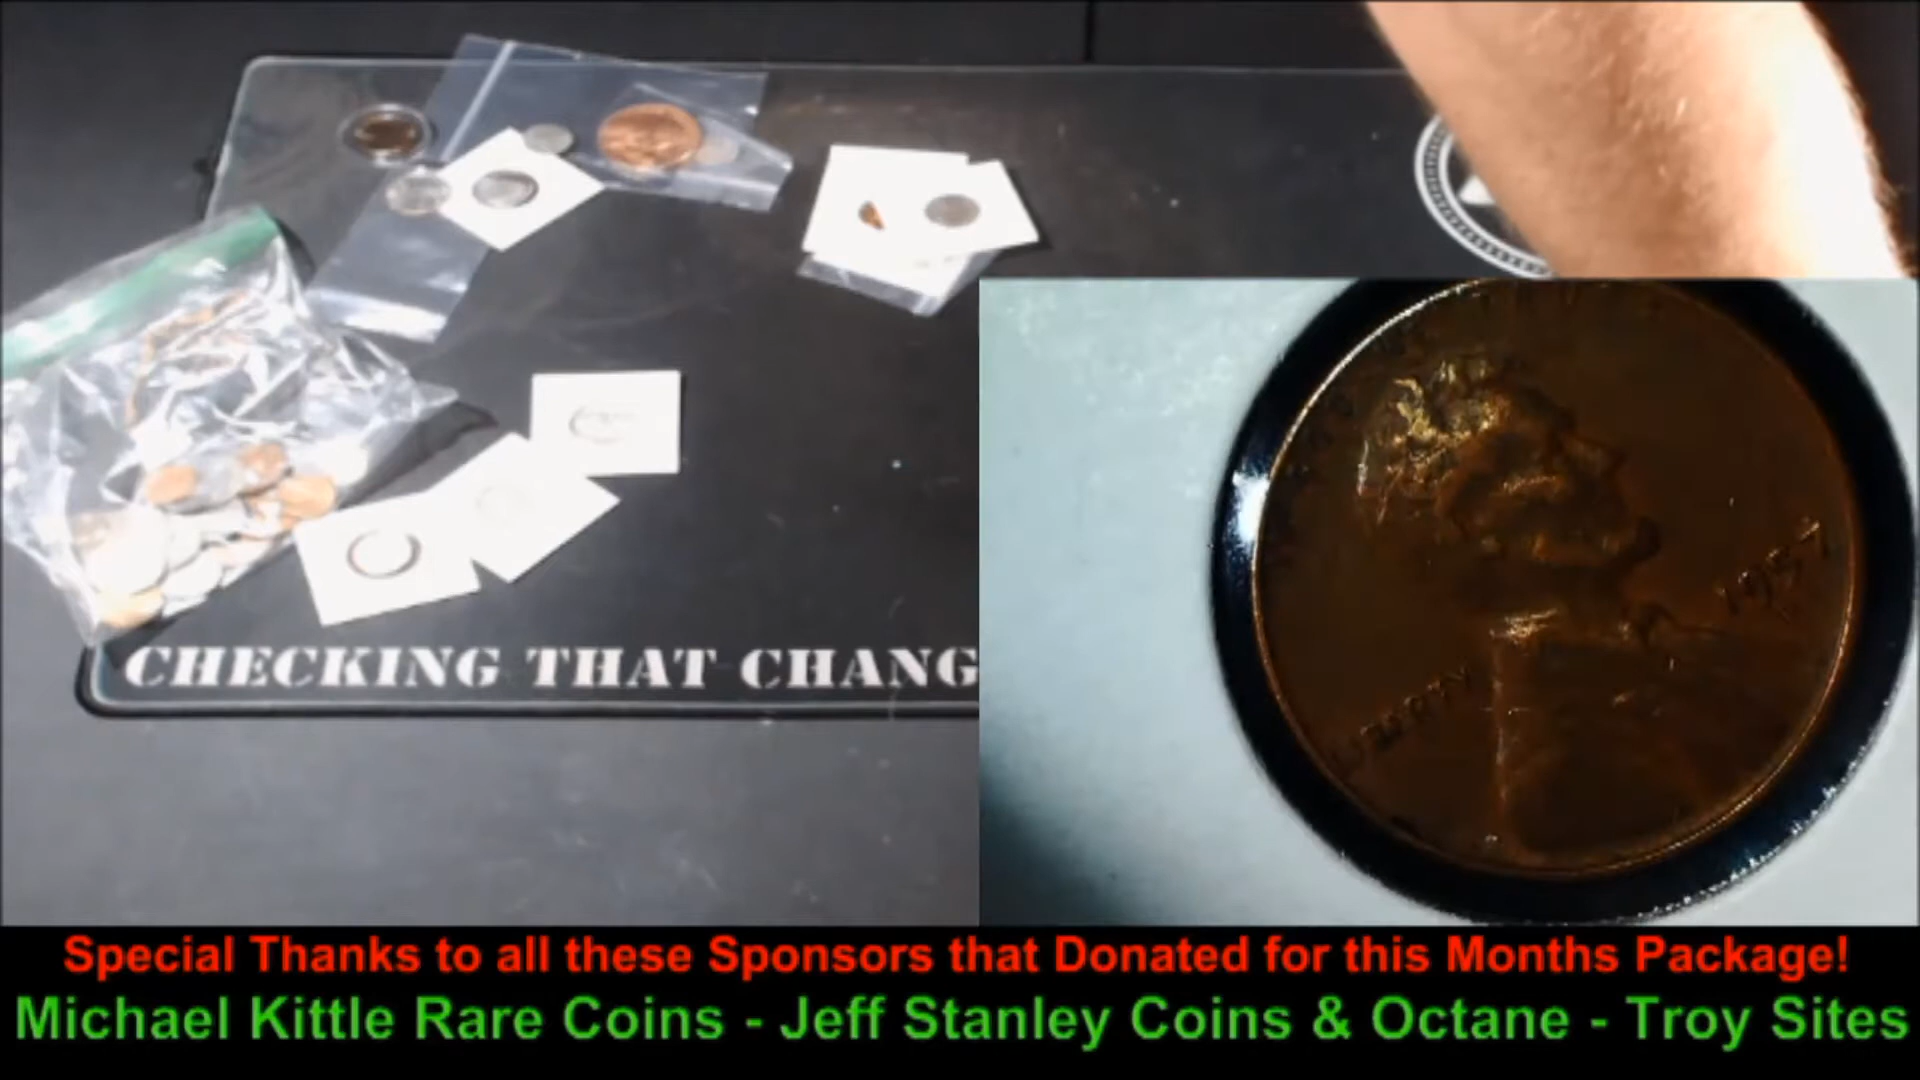 CHECKING THAT CHANG
LIBERTY
1957
Special Thanks to all these Sponsors that Donated for this Months Package!
Michael Kittle Rare Coins - Jeff Stanley Coins & Octane - Troy Sites